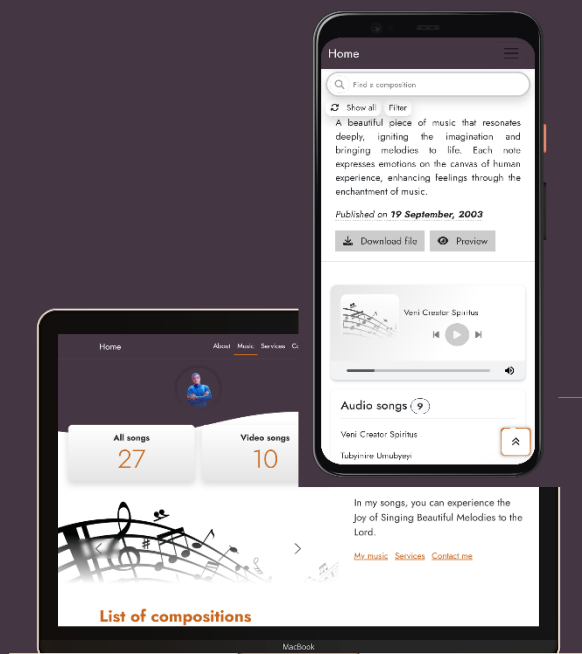 Home
Find a composition
Show all Filter
A beautiful piece of music that resonates
deeply, igniting the imagination and
bringing melodies to life. Each note
expresses emotions on the canvas of human
experience, enhancing feelings through the
enchantment of music.
Published on 19 September, 2003
Download file Preview
Veni Creator Spiritus
Audio songs 9
Veni Creator Spiritus
Tubyinire Umubyeyi
Home About Music Services
All songs
27
Video songs
10
In my songs, you can experience the
Joy of Singing Beautiful Melodies to the
Lord.
My music Services Contact me
List of compositions
MacBook